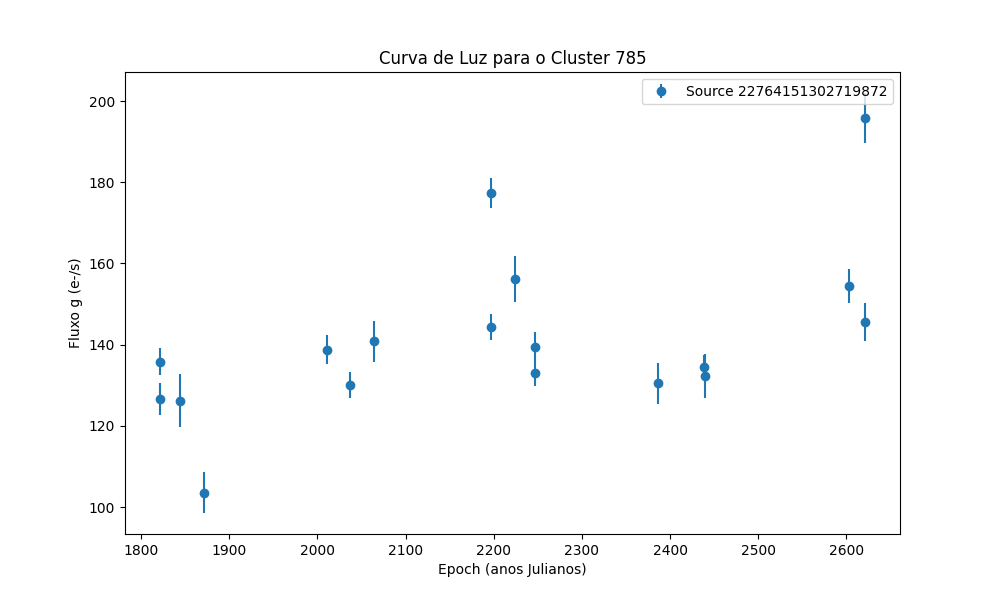 Curva de Luz para o Cluster 785
Source 22764151302719872
Fluxo g (e-/s)
200
180
160
140
120
100
1800 1900 2000 2100 2200 2300 2400 2500 2600
Epoch (anos Julianos)